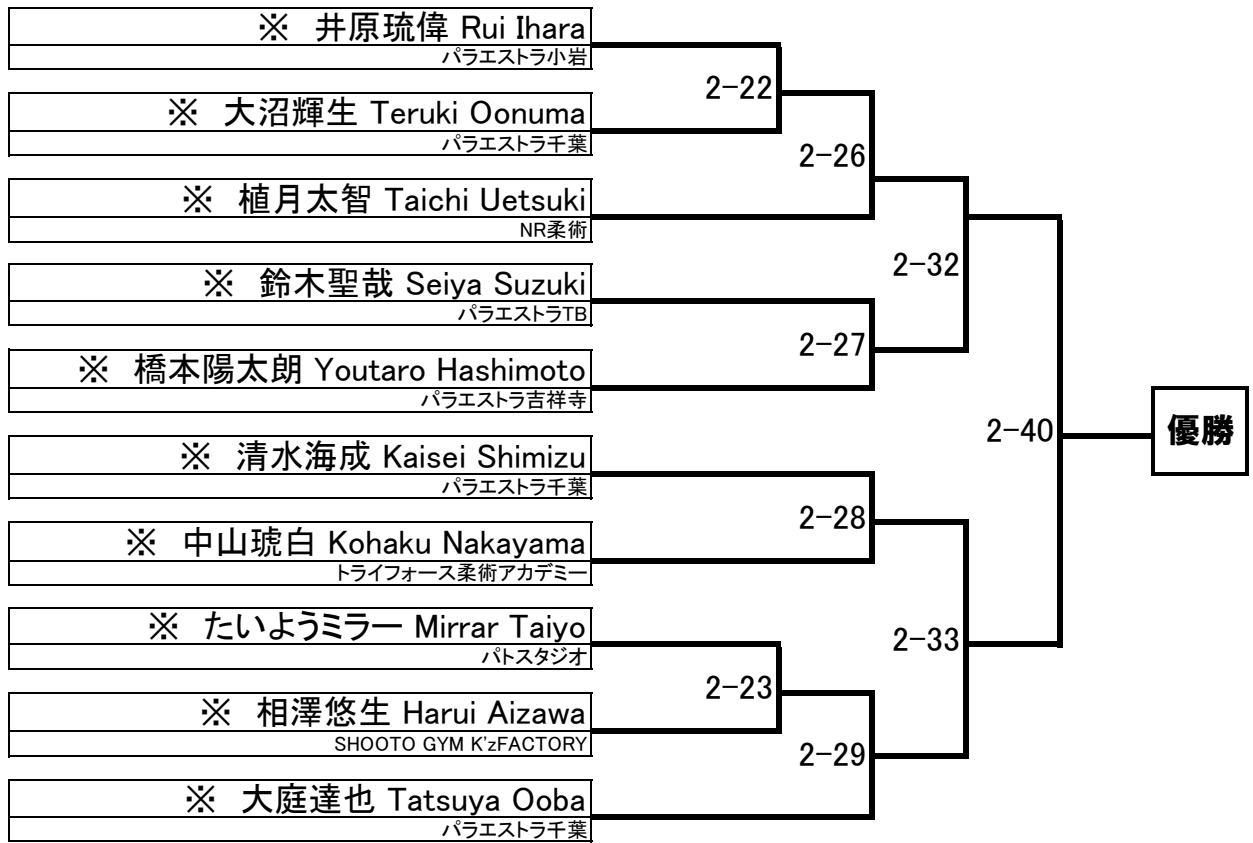 ※ 井原琉偉 Rui Ihara
パラエストラ小岩
※ 大沼輝生 Teruki Oonuma
パラエストラ千葉
※ 植月太智 Taichi Uetsuki
NR柔術
※ 鈴木聖哉 Seiya Suzuki
パラエストラTB
※ 橋本陽太朗 Youtaro Hashimoto
パラエストラ吉祥寺
※ 清水海成 Kaisei Shimizu
パラエストラ千葉
※ 中山琥白 Kohaku Nakayama
トライフォース柔術アカデミー
※ たいようミラー Mirrar Taiyo
パトスタジオ
※ 相澤悠生 Harui Aizawa
SHOOTO GYM K'zFACTORY
※ 大庭達也 Tatsuya Ooba
パラエストラ千葉
2-22
2-23
2-26
2-27
2-28
2-29
2-32
2-33
2-40
優勝